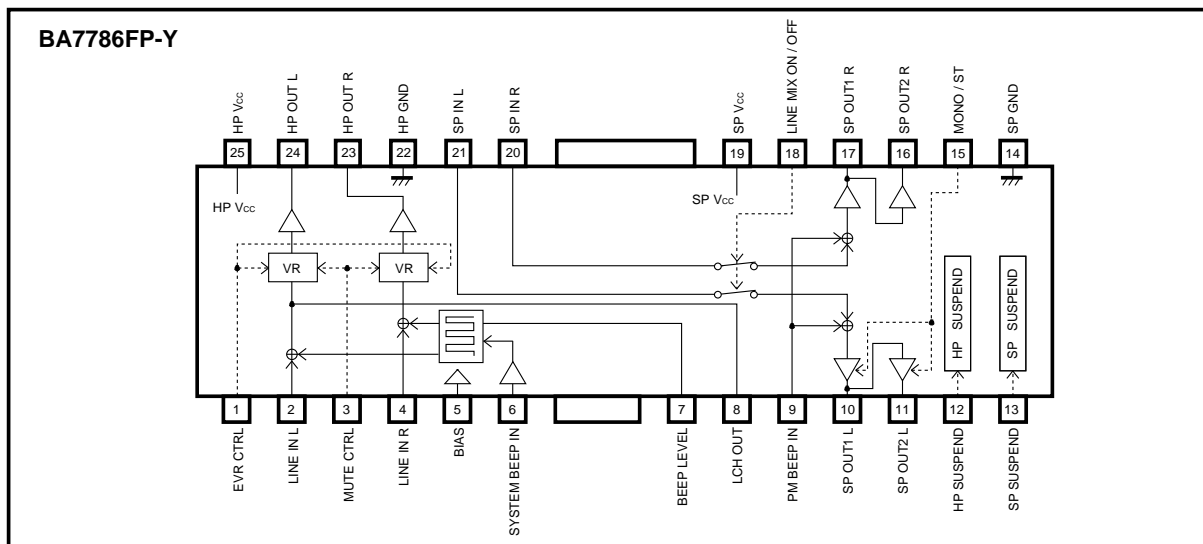 BA7786FP-Y
HP Vcc
HP OUT L
HP OUT R
HP GND
SP IN L
SP IN R
SP Vcc
LINE MIX ON / OFF
SP OUT1 R
SP OUT2 R
MONO / ST
SP GND
25
24
23
22
21
20
19
18
17
16
15
14
HP Vcc
SP Vcc
VR
VR
HP SUSPEND
SP SUSPEND
1
2
3
4
5
6
7
8
9
10
11
12
13
EVR CTRL
LINE IN L
MUTE CTRL
LINE IN R
BIAS
SYSTEM BEEP IN
BEEP LEVEL
LCH OUT
PM BEEP IN
SP OUT1 L
SP OUT2 L
HP SUSPEND
SP SUSPEND